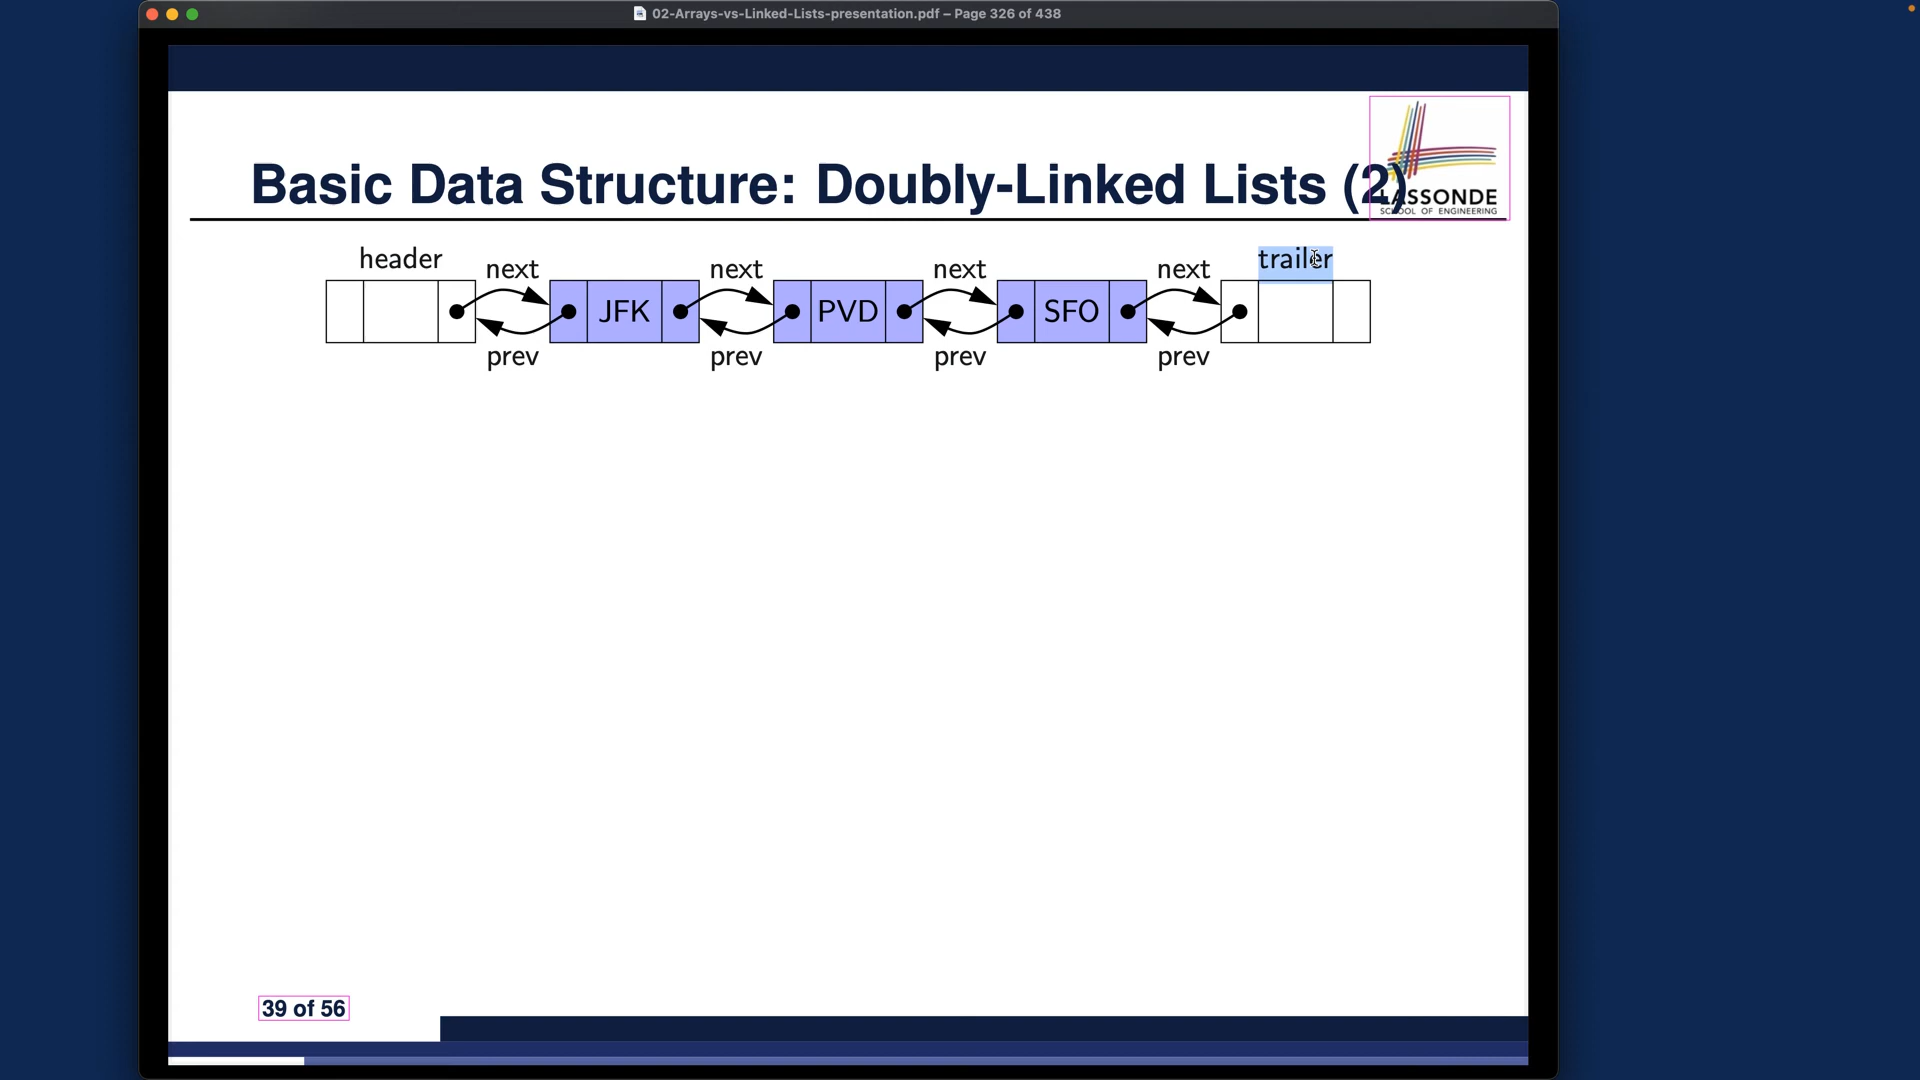 02-Arrays-vs-Linked-Lists-presentation.pdf – Page 326 of 438
LASSONDE
SCHOOL OF ENGINEERING
Basic Data Structure: Doubly-Linked Lists (2)
header next next next next trailer
JFK PVD SFO
prev prev prev prev
39 of 56